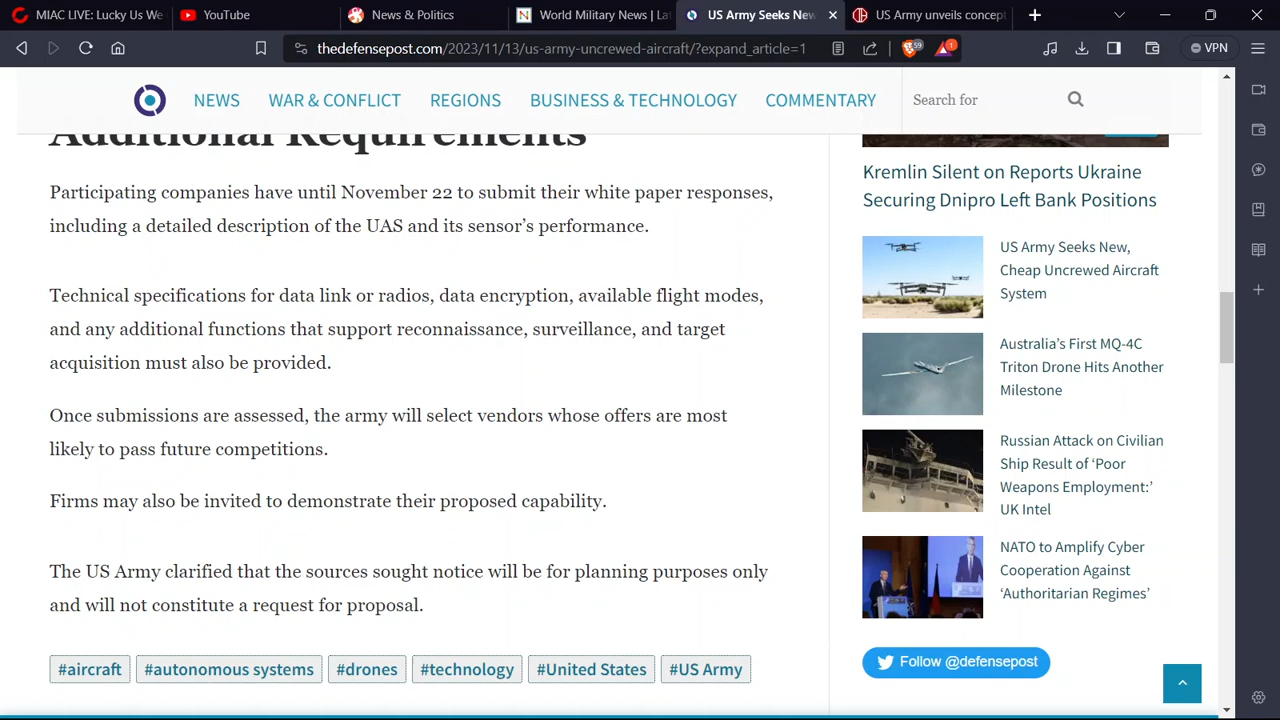 MIAC LIVE: Lucky Us We
YouTube
News & Politics
World Military News | La
US Army Seeks New
US Army unveils concept
thedefensepost.com/2023/11/13/us-army-uncrewed-aircraft/?expand_article=1
59
1
VPN
NEWS
WAR & CONFLICT
REGIONS
BUSINESS & TECHNOLOGY
COMMENTARY
Search for
Additional Requirements
Participating companies have until November 22 to submit their white paper responses,
including a detailed description of the UAS and its sensor's performance.
Technical specifications for data link or radios, data encryption, available flight modes,
and any additional functions that support reconnaissance, surveillance, and target
acquisition must also be provided.
Once submissions are assessed, the army will select vendors whose offers are most
likely to pass future competitions.
Firms may also be invited to demonstrate their proposed capability.
The US Army clarified that the sources sought notice will be for planning purposes only
and will not constitute a request for proposal.
#aircraft
#autonomous systems
#drones
#technology
#United States
#US Army
Kremlin Silent on Reports Ukraine
Securing Dnipro Left Bank Positions
US Army Seeks New,
Cheap Uncrewed Aircraft
System
Australia's First MQ-4C
Triton Drone Hits Another
Milestone
Russian Attack on Civilian
Ship Result of 'Poor
Weapons Employment:'
UK Intel
NATO to Amplify Cyber
Cooperation Against
'Authoritarian Regimes'
Follow @defensepost